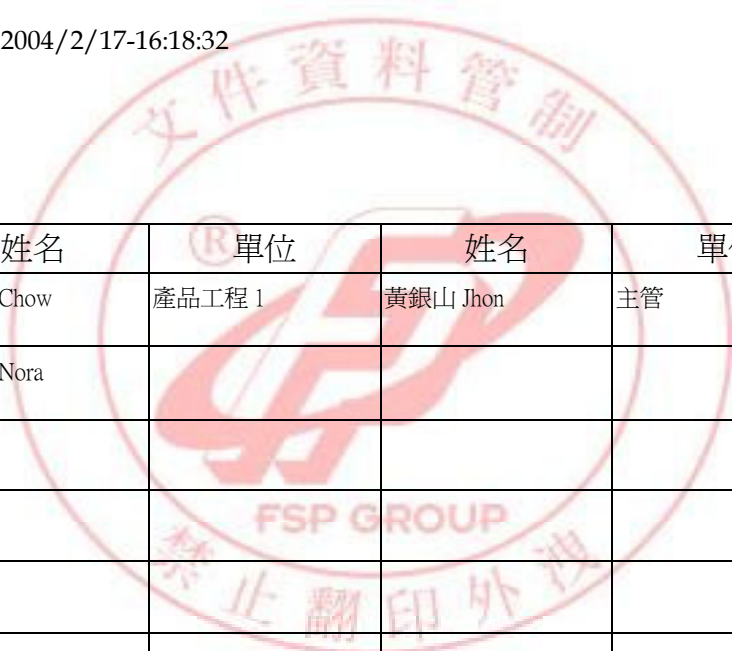 2004/2/17-16:18:32
文件資料管制
姓名 單位 姓名 單
Chow 產品工程 1 黃銀山 Jhon 主管
Nora
®
FSP GROUP
禁止翻印外洩